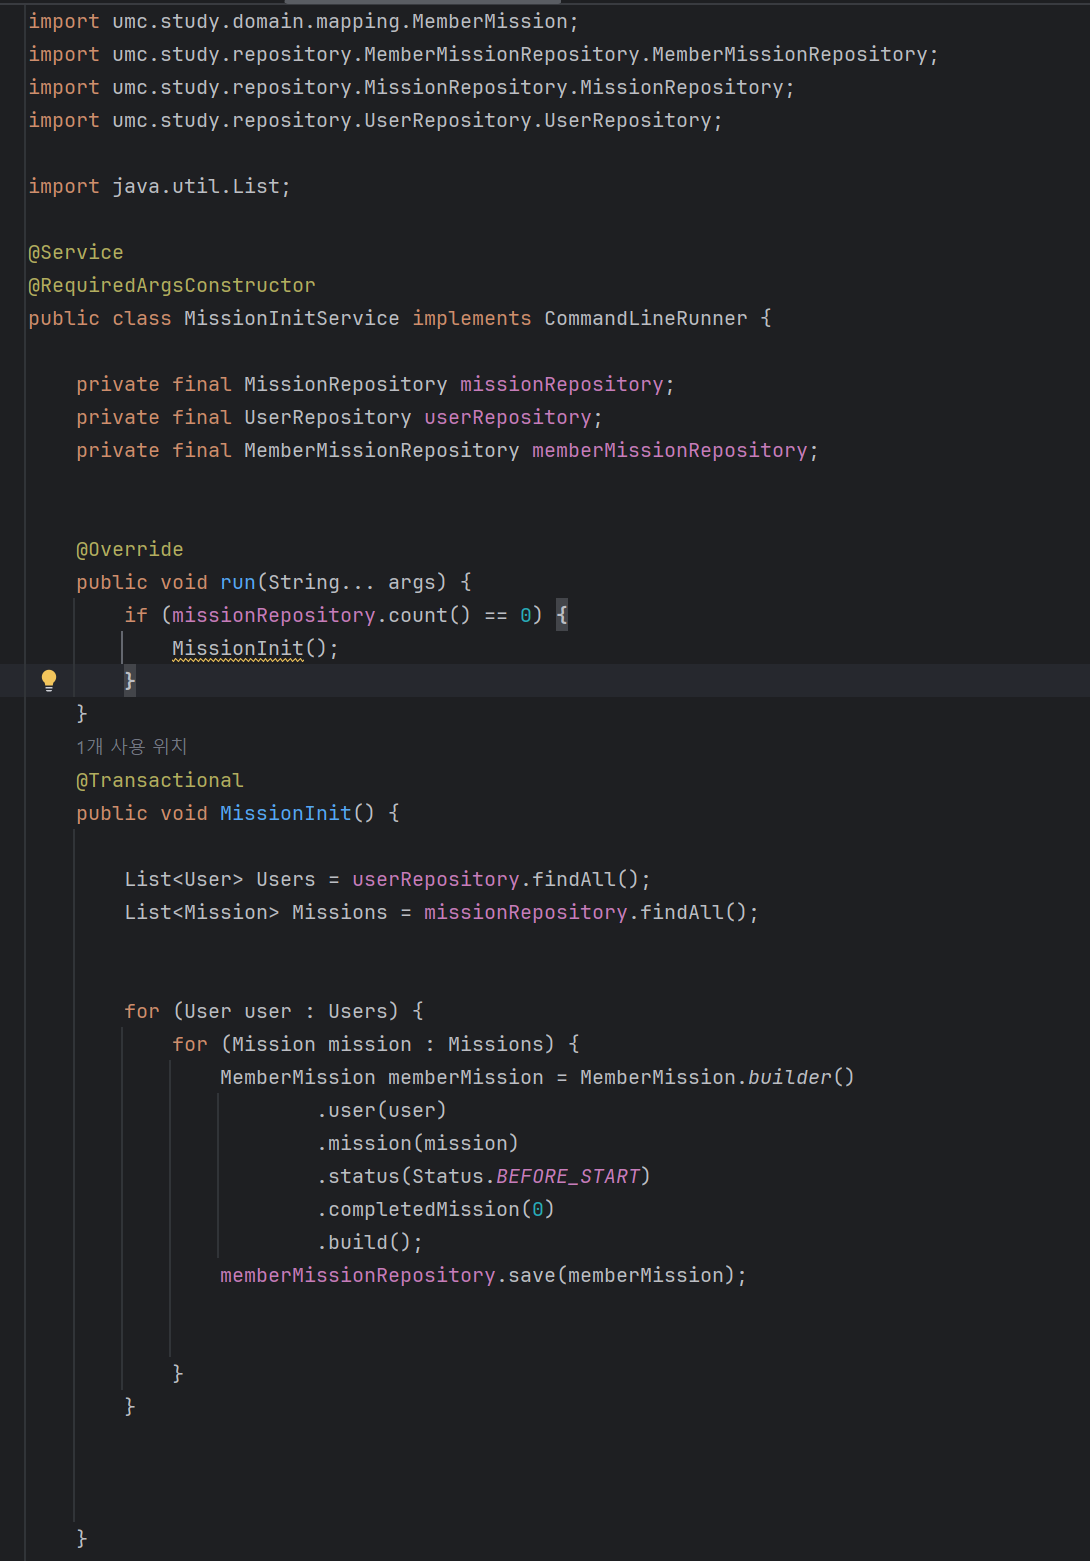 import umc.study.domain.mapping.MemberMission;
import umc.study.repository.MemberMissionRepository.MemberMissionRepository;
import umc.study.repository.MissionRepository.MissionRepository;
import umc.study.repository.UserRepository.UserRepository;

import java.util.List;

@Service
@RequiredArgsConstructor
public class MissionInitService implements CommandLineRunner {

    private final MissionRepository missionRepository;
    private final UserRepository userRepository;
    private final MemberMissionRepository memberMissionRepository;


    @Override
    public void run(String... args) {
        if (missionRepository.count() == 0) {
            MissionInit();
        }
    }
    1개 사용 위치
    @Transactional
    public void MissionInit() {

        List<User> Users = userRepository.findAll();
        List<Mission> Missions = missionRepository.findAll();


        for (User user : Users) {
            for (Mission mission : Missions) {
                MemberMission memberMission = MemberMission.builder()
                        .user(user)
                        .mission(mission)
                        .status(Status.BEFORE_START)
                        .completedMission(0)
                        .build();
                memberMissionRepository.save(memberMission);


            }
        }



    }